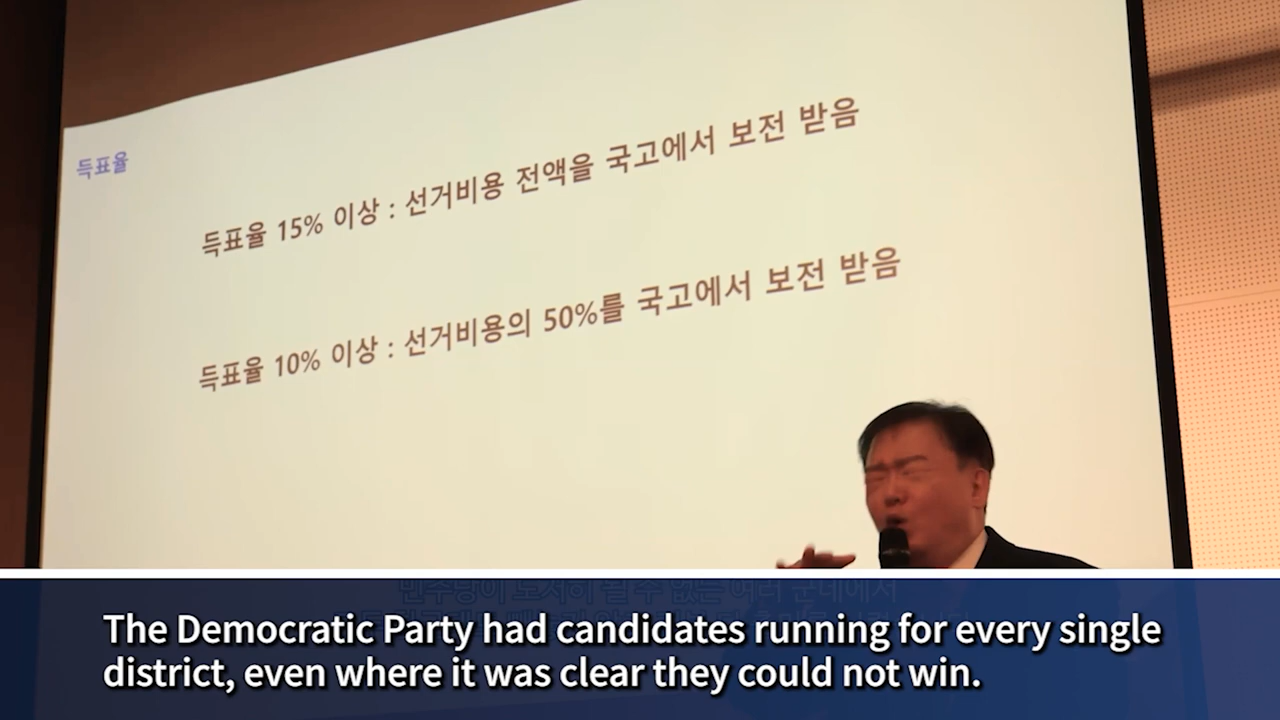 득표율
득표율 15% 이상 : 선거비용 전액을 국고에서 보전 받음
득표율 10% 이상 : 선거비용의 50%를 국고에서 보전 받음
The Democratic Party had candidates running for every single
district, even where it was clear they could not win.